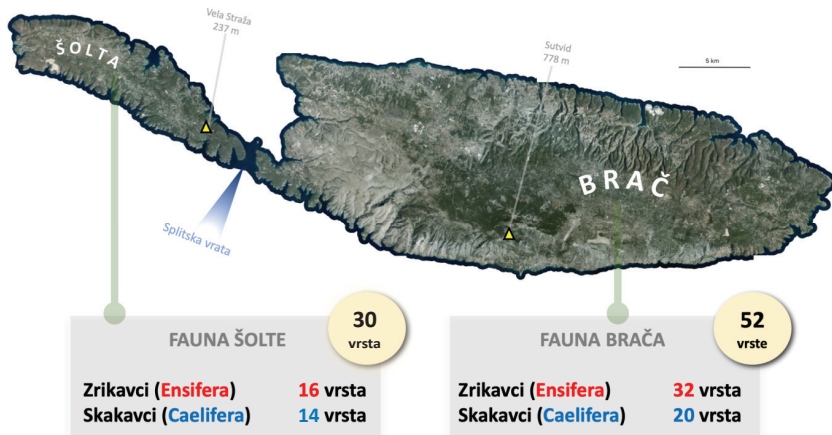 Vela Straža
237 m
Sutvid
778 m
5 km
ŠOLTA
BRAČ
Splitska vrata
FAUNA ŠOLTE
30
vrsta
Zrikavci (Ensifera) 16 vrsta
Skakavci (Caelifera) 14 vrsta
FAUNA BRAČA
52
vrste
Zrikavci (Ensifera) 32 vrsta
Skakavci (Caelifera) 20 vrsta